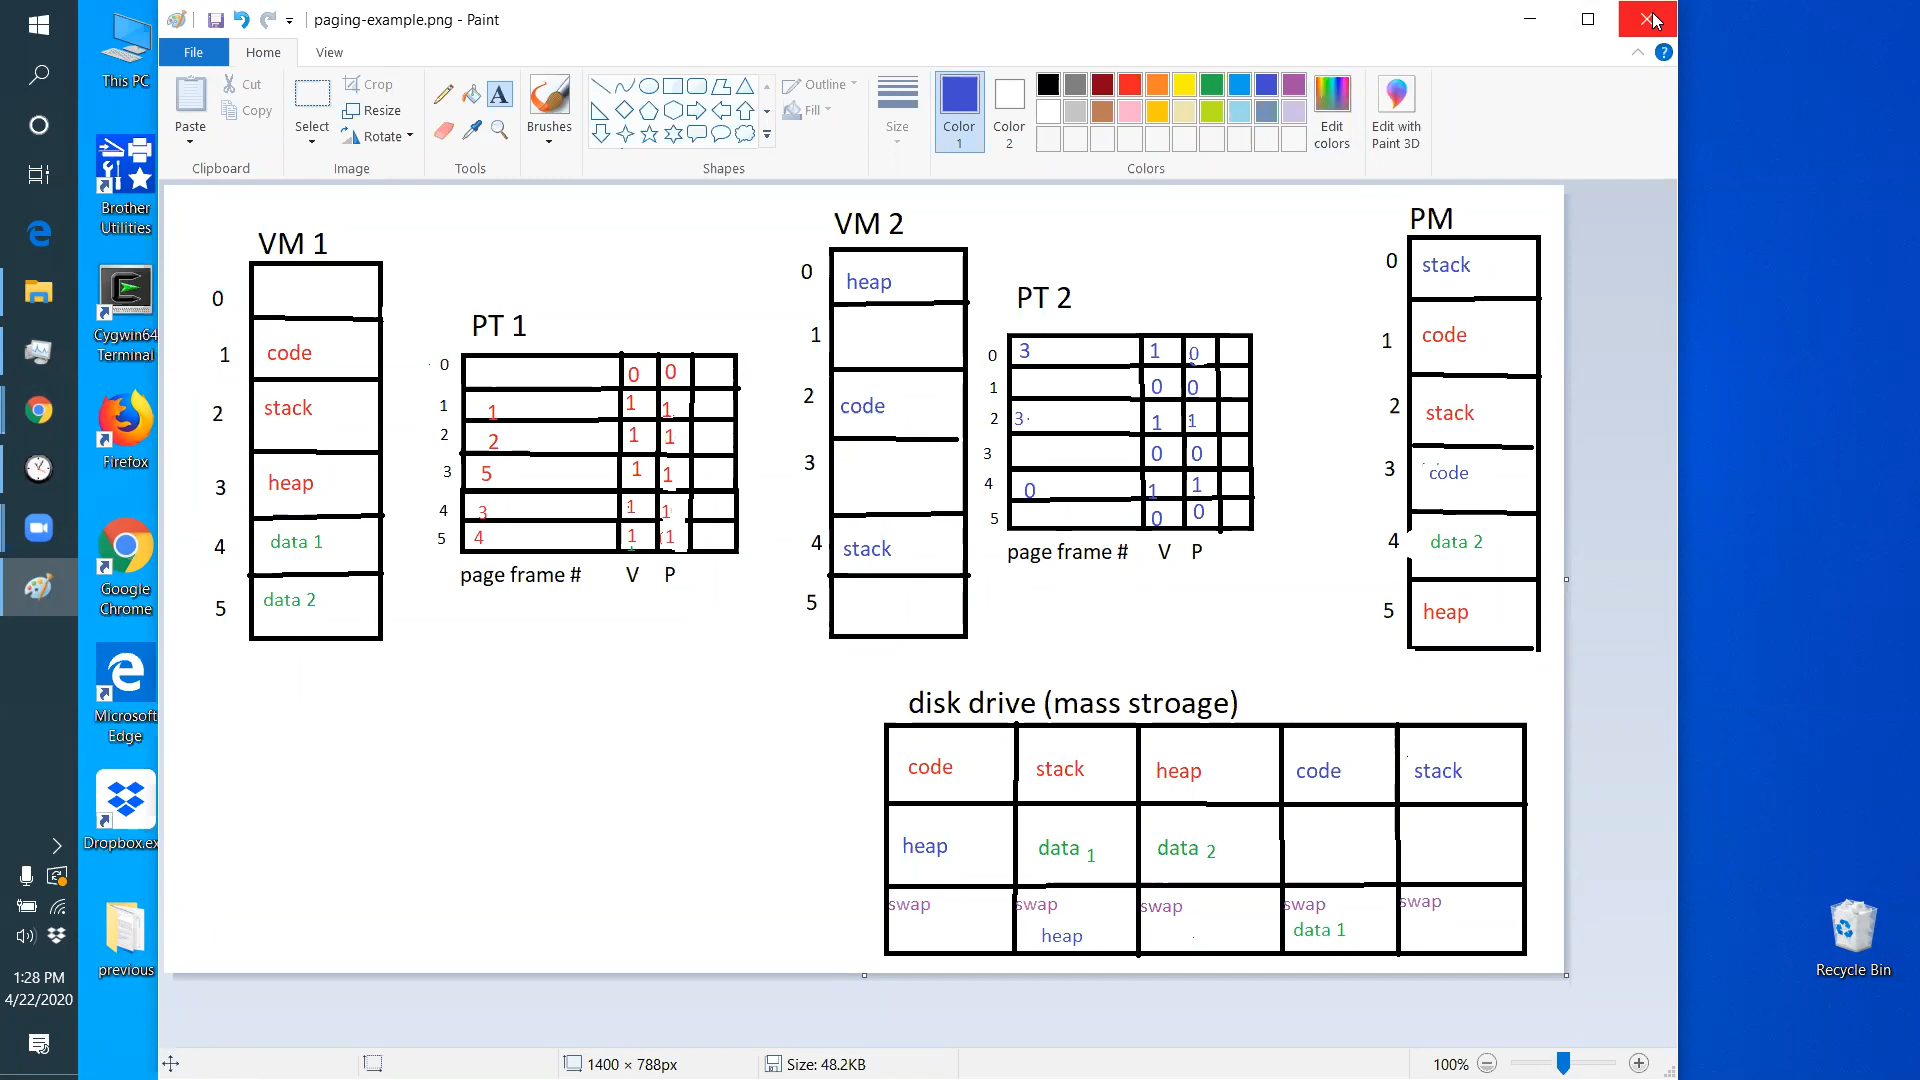 This PC
Brother
Utilities
Cygwin64
Terminal
Firefox
Google
Chrome
Microsoft
Edge
Dropbox.ex
previous
1:28 PM
4/22/2020
paging-example.png - Paint
File
Home
View
Paste
Cut
Copy
Clipboard
Select
Crop
Resize
Rotate
Image
A
Tools
Brushes
Outline
Fill
Shapes
Size
Color
1
Color
2
Edit
colors
Colors
Edit with
Paint 3D
VM 1
0
1 code
2 stack
3 heap
4 data 1
5 data 2
PT 1
0 0 0
1 1 1 1
2 2 1 1
3 5 1 1
4 3 1 1
5 4 1 1
page frame # V P
VM 2
0 heap
1
2 code
3
4 stack
5
PT 2
0 3 1 0
1 0 0
2 3 1 1
3 0 0
4 0 1 1
5 0 0
page frame # V P
PM
0 stack
1 code
2 stack
3 code
4 data 2
5 heap
disk drive (mass stroage)
code stack heap code stack
heap data 1 data 2
swap swap swap swap swap
heap data 1
1400 × 788px
Size: 48.2KB
100%
Recycle Bin